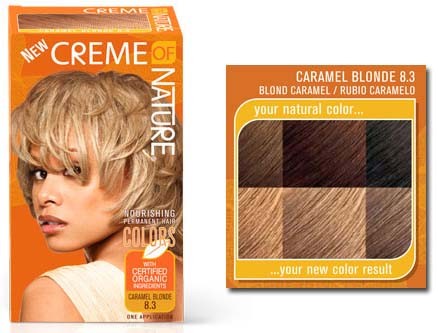 NEW
CREME OF
NATURE
NOURISHING
PERMANENT HAIR
COLORS
WITH
CERTIFIED
ORGANIC
INGREDIENTS
CARAMEL BLONDE
8.3
ONE APPLICATION
CARAMEL BLONDE 8.3
BLOND CARAMEL / RUBIO CARAMELO
your natural color...
...your new color result